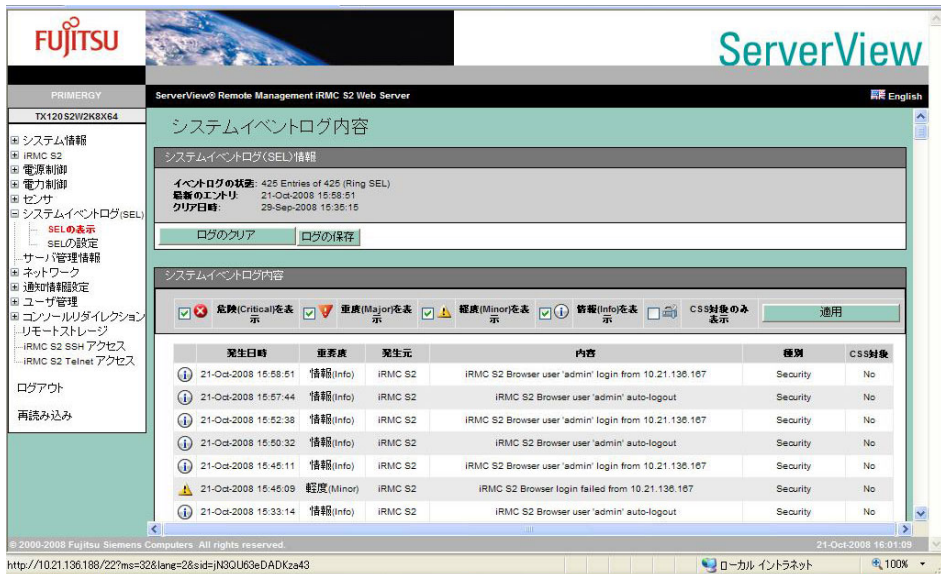 FUJITSU
ServerView
PRIMERGY
ServerView® Remote Management iRMC S2 Web Server
English
TX120S2W2K8X64
システム情報
iRMC S2
電源制御
電力制御
センサ
システムイベントログ(SEL)
SELの表示
SELの設定
サーバ管理情報
ネットワーク
通知情報設定
ユーザ管理
コンソールリダイレクション
リモートストレージ
iRMC S2 SSH アクセス
iRMC S2 Telnet アクセス
ログアウト
再読み込み
システムイベントログ内容
システムイベントログ(SEL)情報
イベントログの状態: 425 Entries of 425 (Ring SEL)
最新のエントリ: 21-Oct-2008 15:58:51
クリア日時: 29-Sep-2008 15:35:15
ログのクリア ログの保存
システムイベントログ内容
危険(Critical)を表示 重度(Major)を表示 軽度(Minor)を表示 情報(Info)を表示 CSS対象のみ表示 適用
発生日時 重要度 発生元 内容 種別 CSS対象
21-Oct-2008 15:58:51 情報(Info) iRMC S2 iRMC S2 Browser user 'admin' login from 10.21.136.167 Security No
21-Oct-2008 15:57:44 情報(Info) iRMC S2 iRMC S2 Browser user 'admin' auto-logout Security No
21-Oct-2008 15:52:38 情報(Info) iRMC S2 iRMC S2 Browser user 'admin' login from 10.21.136.167 Security No
21-Oct-2008 15:50:32 情報(Info) iRMC S2 iRMC S2 Browser user 'admin' auto-logout Security No
21-Oct-2008 15:45:11 情報(Info) iRMC S2 iRMC S2 Browser user 'admin' login from 10.21.136.167 Security No
21-Oct-2008 15:45:09 軽度(Minor) iRMC S2 iRMC S2 Browser login failed from 10.21.136.167 Security No
21-Oct-2008 15:33:14 情報(Info) iRMC S2 iRMC S2 Browser user 'admin' auto-logout Security No
© 2000-2008 Fujitsu Siemens Computers All rights reserved. 21-Oct-2008 16:01:09
http://10.21.136.188/22?ms=32&lang=2&sid=jN3QU63eDADKza43 ローカル イントラネット 100%